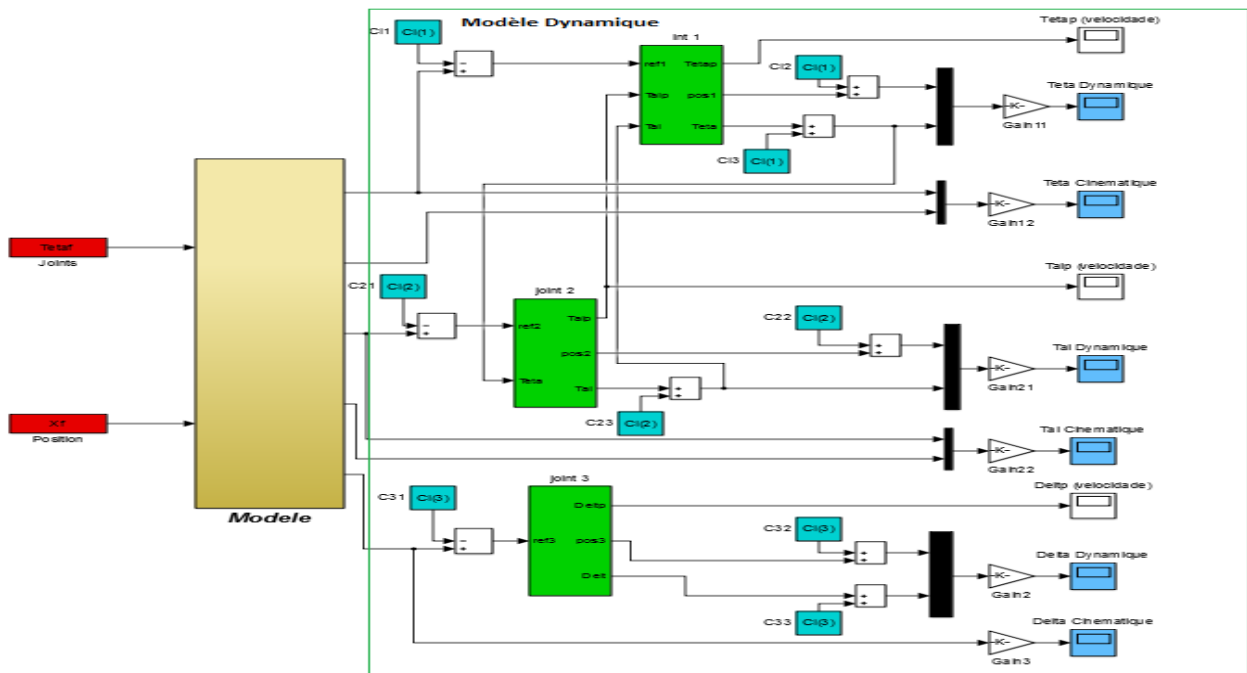 Modèle Dynamique
Tetap (velocidade)
CI1
CI(1)
int 1
ref1
Taip
Tai
Tetap
pos1
Teta
CI2
CI(1)
CI3
CI(1)
-K-
Gain11
Teta Dynamique
Teta Cinematique
-K-
Gain12
Tetaf
Joints
Taip (velocidade)
C21
CI(2)
joint 2
ref2
Teta
Taip
pos2
Tai
C22
CI(2)
C23
CI(2)
-K-
Gain21
Tai Dynamique
Xf
Position
Tai Cinematique
-K-
Gain22
Modele
C31
CI(3)
joint 3
ref3
Deltp
pos3
Delt
Deltp (velocidade)
C32
CI(3)
C33
CI(3)
-K-
Gain2
Delta Dynamique
Delta Cinematique
-K-
Gain3